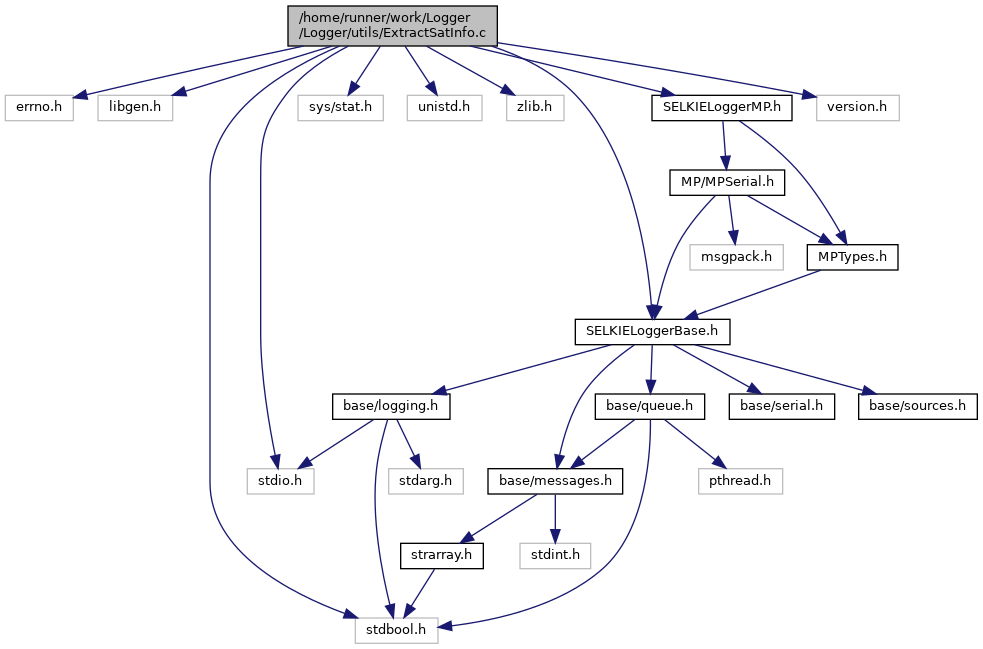 /home/runner/work/Logger
/Logger/utils/ExtractSatInfo.c
errno.h
libgen.h
sys/stat.h
unistd.h
zlib.h
SELKIELoggerMP.h
version.h
MP/MPSerial.h
msgpack.h
MPTypes.h
SELKIELoggerBase.h
base/logging.h
base/queue.h
base/serial.h
base/sources.h
stdio.h
stdarg.h
base/messages.h
pthread.h
strarray.h
stdint.h
stdbool.h